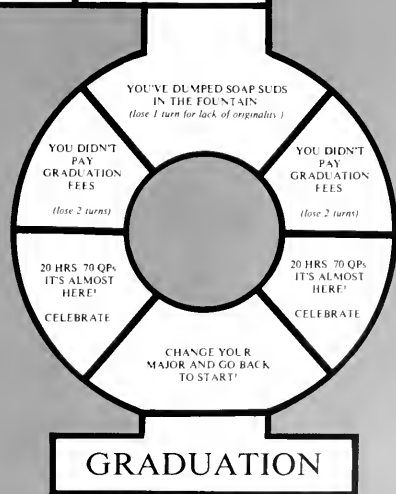 YOU'VE DUMPED SOAP SUDS
IN THE FOUNTAIN
(lose 1 turn for lack of originality)
YOU DIDN'T
PAY
GRADUATION
FEES
(lose 2 turns)
YOU DIDN'T
PAY
GRADUATION
FEES
(lose 2 turns)
20 HRS 70 QPs
IT'S ALMOST
HERE!
CELEBRATE
20 HRS 70 QPs
IT'S ALMOST
HERE!
CELEBRATE
CHANGE YOUR
MAJOR AND GO BACK
TO START!
GRADUATION